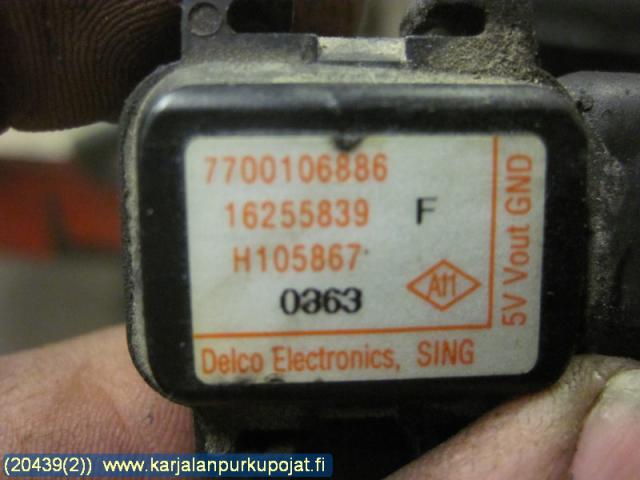 7700106886
16255839 F
H105867
0363
A11
5V Vout GND
Delco Electronics, SING
(20439(2)) www.karjalanpurkupojat.fi